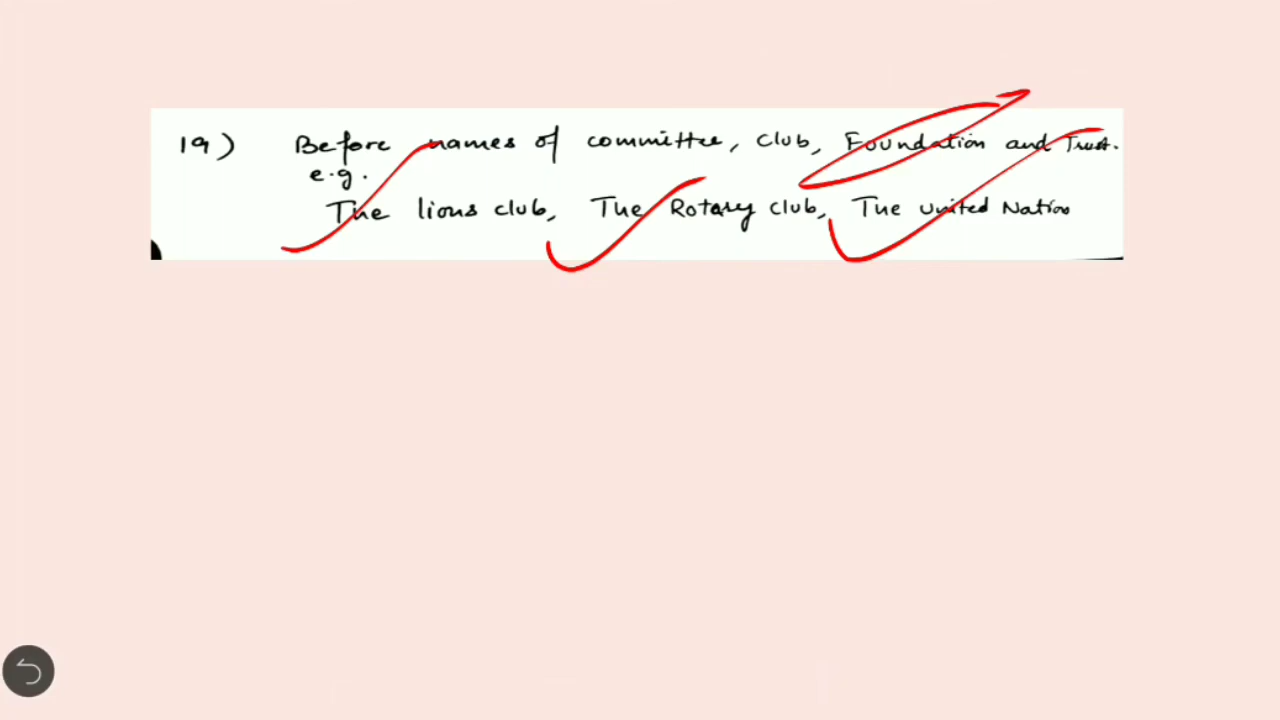 19) Before names of committee, club, Foundation and Trust.
e.g.
The lions club, The Rotary club, The United Nation